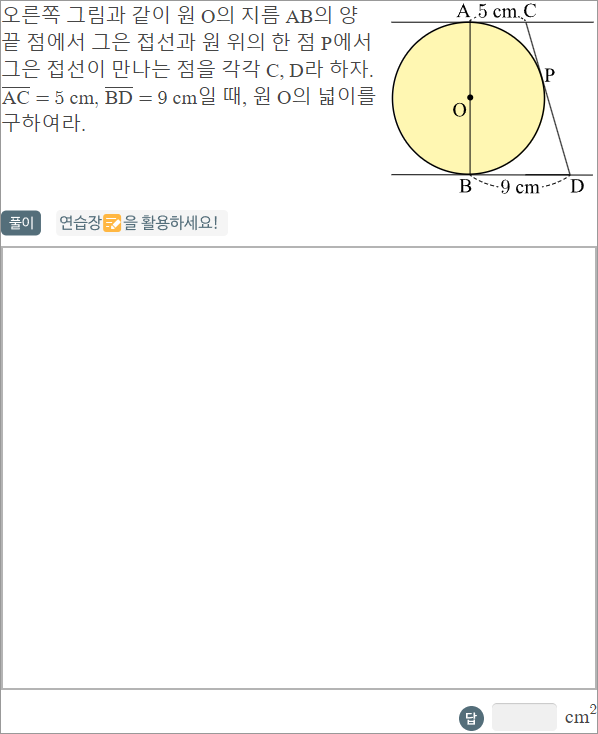 오른쪽 그림과 같이 원 O의 지름 AB의 양
끝 점에서 그은 접선과 원 위의 한 점 P에서
그은 접선이 만나는 점을 각각 C, D라 하자.
AC = 5 cm, BD = 9 cm일 때, 원 O의 넓이를
구하여라.
A 5 cm C
P
O
B 9 cm D
풀이 연습장을 활용하세요!
답 cm²